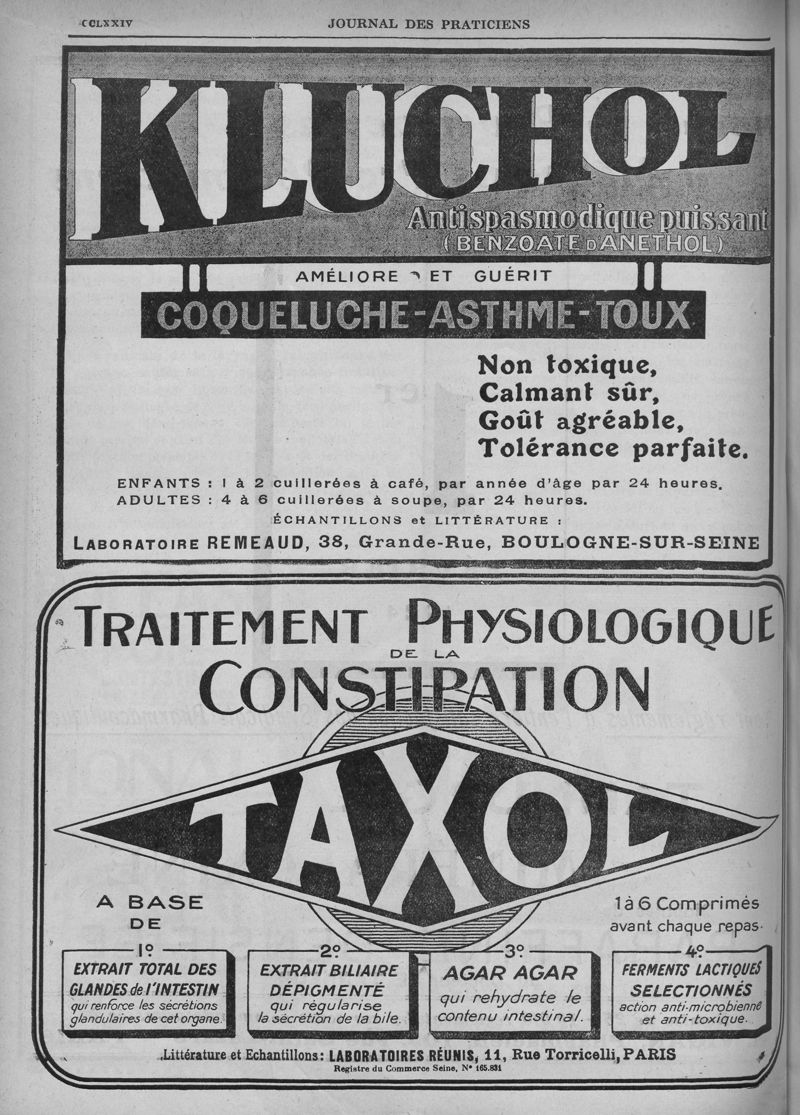 CCLXXIV
JOURNAL DES PRATICIENS
KLUCHOL
Antispasmodique puissant
(BENZOATE D'ANETHOL)
AMÉLIORE ET GUÉRIT
COQUELUCHE-ASTHME-TOUX
Non toxique,
Calmant sûr,
Goût agréable,
Tolérance parfaite.
ENFANTS : 1 à 2 cuillerées à café, par année d'âge par 24 heures.
ADULTES : 4 à 6 cuillerées à soupe, par 24 heures.
ÉCHANTILLONS et LITTÉRATURE :
LABORATOIRE REMEAUD, 38, Grande-Rue, BOULOGNE-SUR-SEINE
TRAITEMENT PHYSIOLOGIQUE
DE LA
CONSTIPATION
TAXOL
A BASE
DE
1 à 6 Comprimés
avant chaque repas.
1º
EXTRAIT TOTAL DES
GLANDES de l'INTESTIN
qui renforce les sécrétions
glandulaires de cet organe.
2º
EXTRAIT BILIAIRE
DÉPIGMENTÉ
qui régularise
la sécrétion de la bile.
3º
AGAR AGAR
qui rehydrate le
contenu intestinal.
4º
FERMENTS LACTIQUES
SELECTIONNÉS
action anti-microbienne
et anti-toxique.
Littérature et Echantillons : LABORATOIRES RÉUNIS, 11, Rue Torricelli, PARIS
Registre du Commerce Seine, Nº 165.831